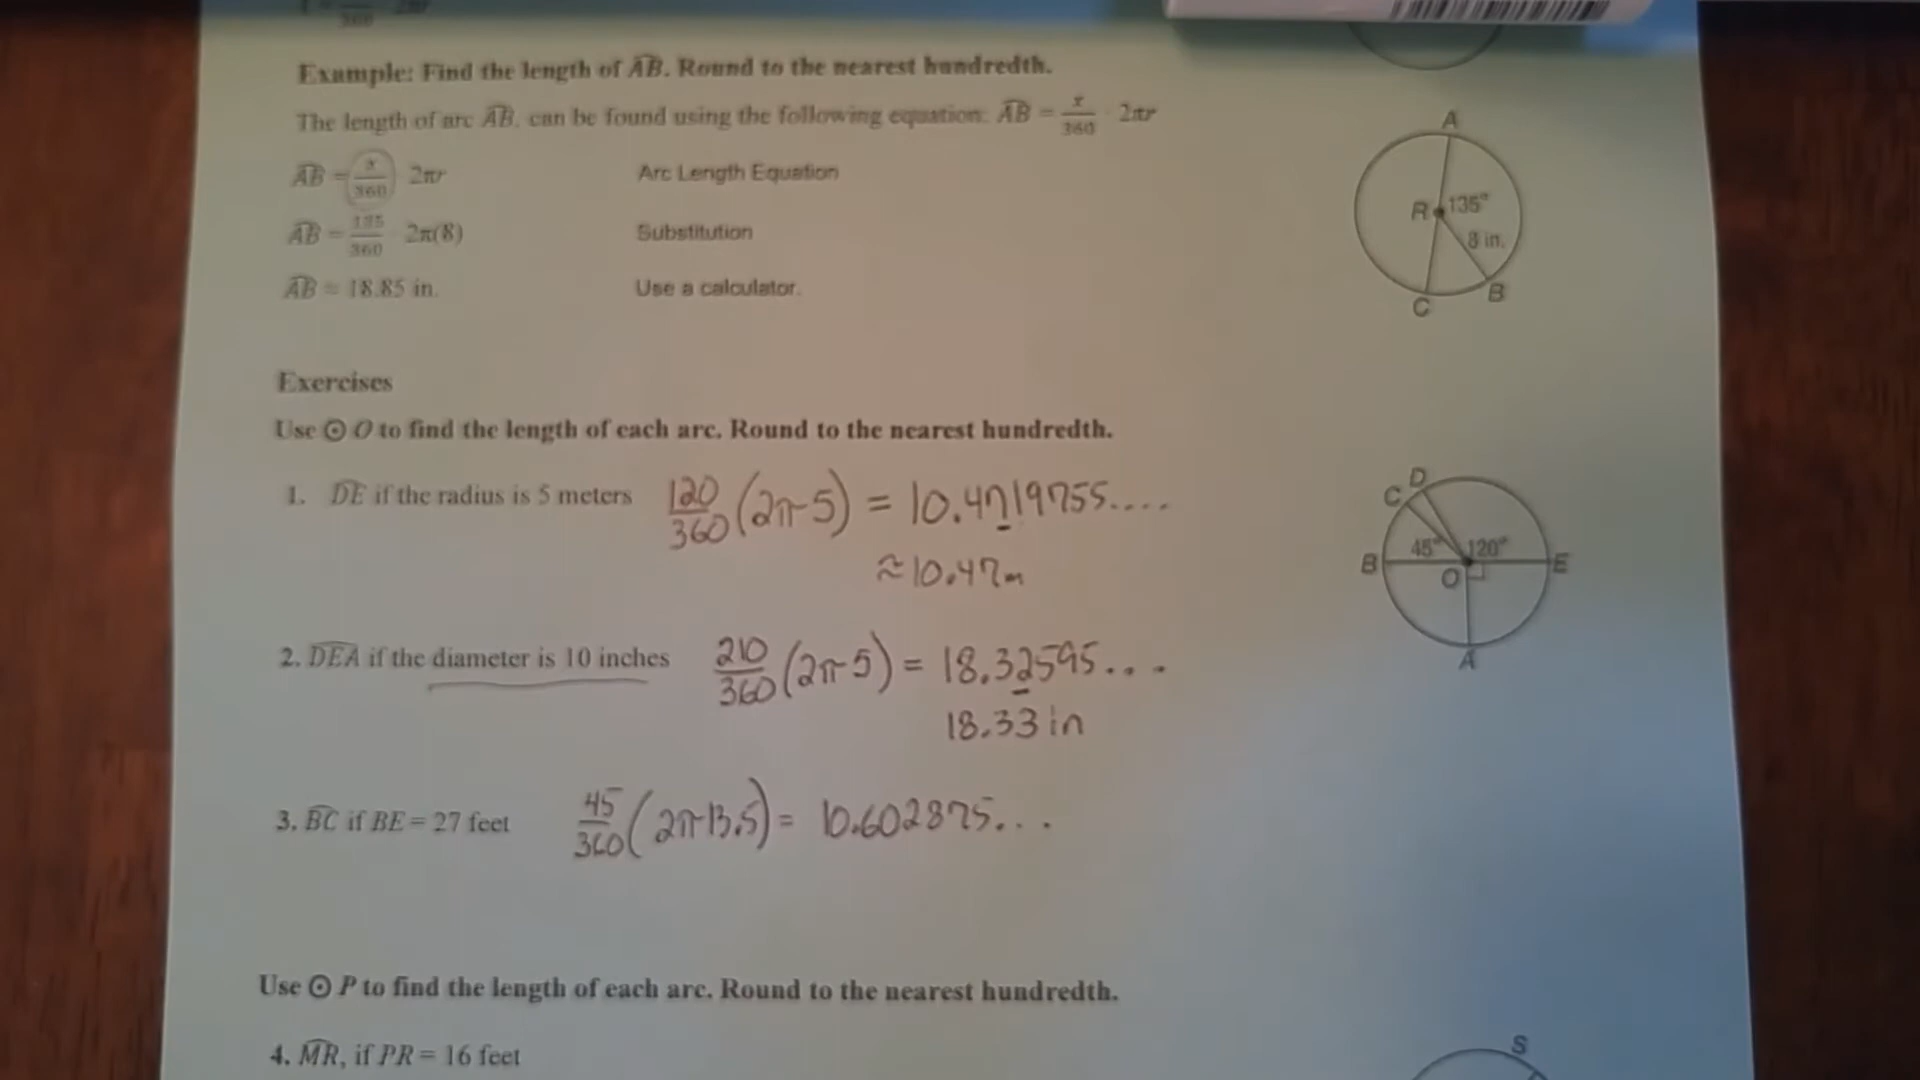 360
Example: Find the length of AB. Round to the nearest hundredth.
The length of arc AB, can be found using the following equation: AB = x/360 · 2πr
AB = x/360 · 2πr Arc Length Equation
AB = 135/360 · 2π(8) Substitution
AB ≈ 18.85 in. Use a calculator.
A
R 135°
8 in.
C B
Exercises
Use ⊙ O to find the length of each arc. Round to the nearest hundredth.
1. DE if the radius is 5 meters 120/360 (2π5) = 10.4719755....
≈10.47m
D
C
45° 120°
B O E
A
2. DEA if the diameter is 10 inches 210/360 (2π5) = 18.32595...
18.33 in
3. BC if BE = 27 feet 45/360 (2π13.5) = 10.602875...
Use ⊙ P to find the length of each arc. Round to the nearest hundredth.
4. MR, if PR = 16 feet
S